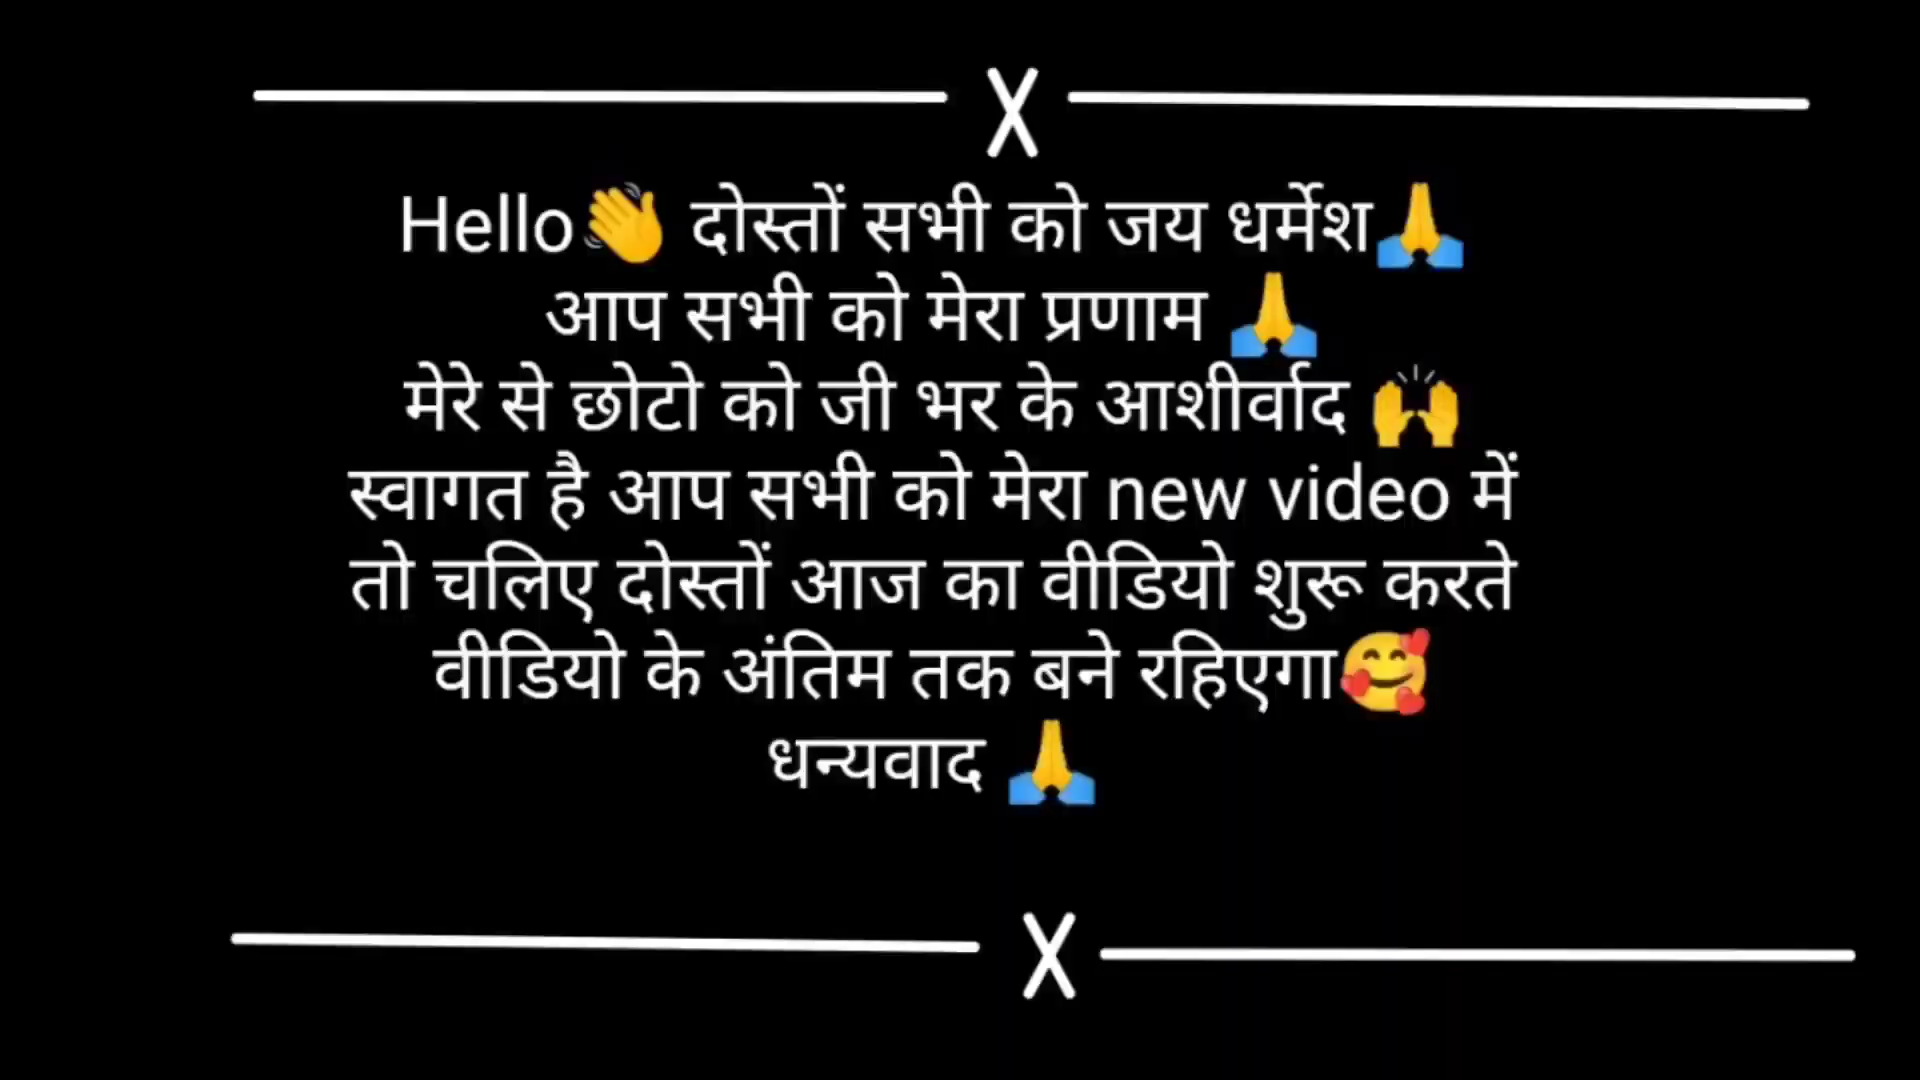 X
Hello👋 दोस्तों सभी को जय धर्मेश🙏
आप सभी को मेरा प्रणाम 🙏
मेरे से छोटो को जी भर के आशीर्वाद 🙌
स्वागत है आप सभी को मेरा new video में
तो चलिए दोस्तों आज का वीडियो शुरू करते
वीडियो के अंतिम तक बने रहिएगा🥰
धन्यवाद 🙏
X